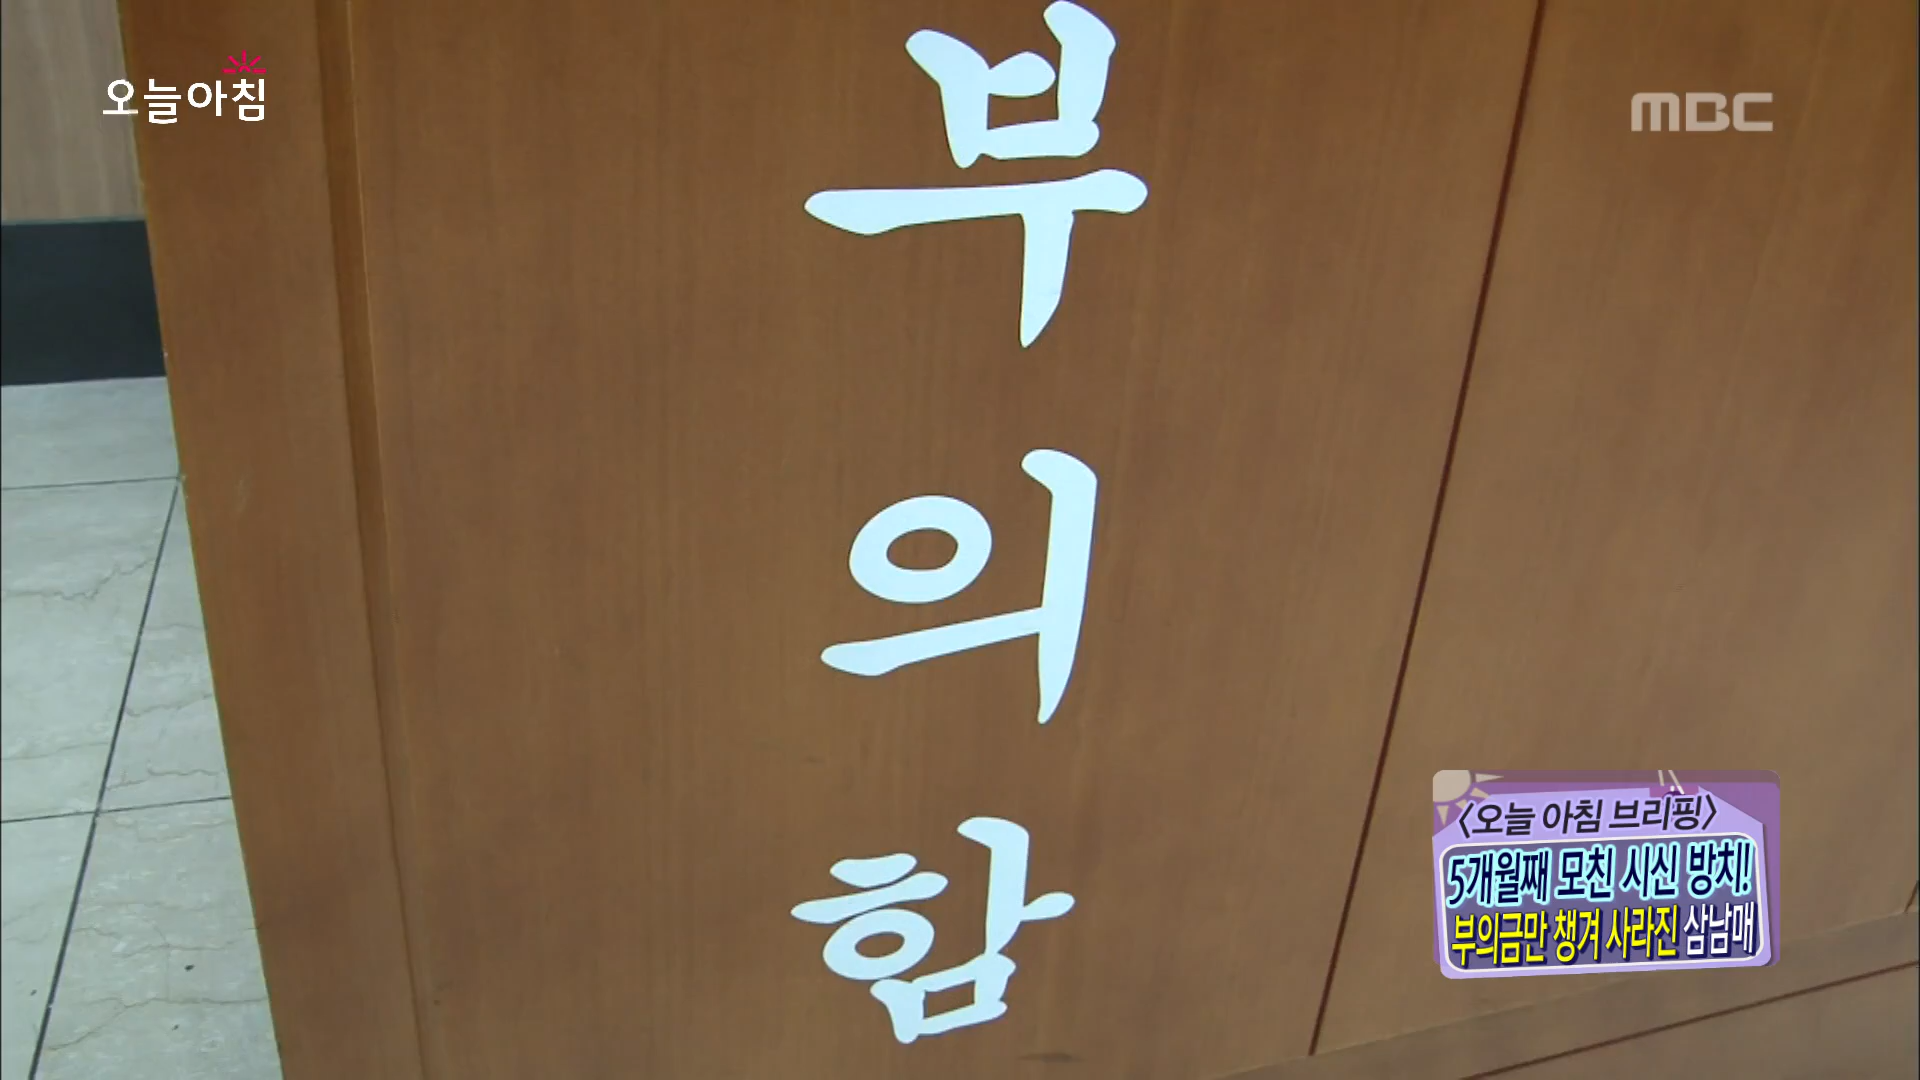 오늘아침
MBC
부
의
함
〈오늘 아침 브리핑〉
5개월째 모친 시신 방치!
부의금만 챙겨 사라진 삼남매